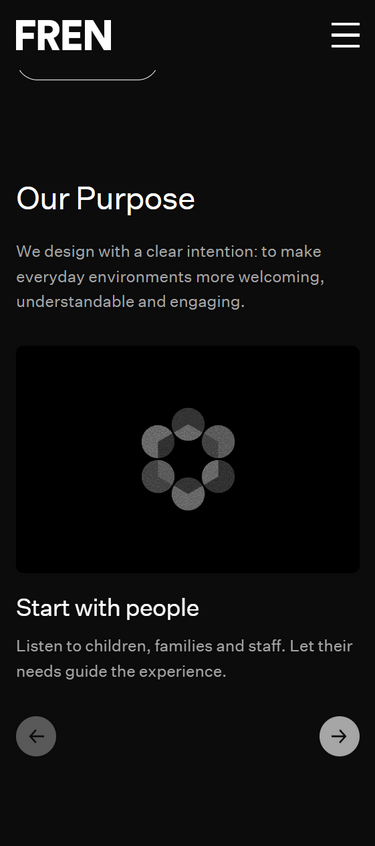 FREN
Our Purpose
We design with a clear intention: to make
everyday environments more welcoming,
understandable and engaging.
Start with people
Listen to children, families and staff. Let their
needs guide the experience.